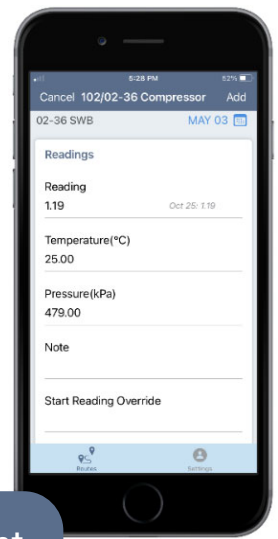 5:28 PM 52%
Cancel 102/02-36 Compressor Add
02-36 SWB MAY 03
Readings
Reading
1.19 Oct 25: 1.19
Temperature(°C)
25.00
Pressure(kPa)
479.00
Note
Start Reading Override
Routes Settings